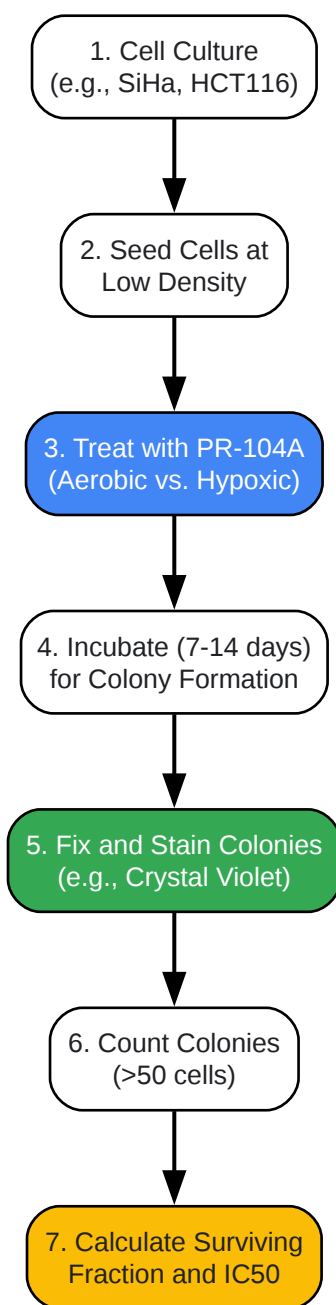 1. Cell Culture
(e.g., SiHa, HCT116)
2. Seed Cells at
Low Density
3. Treat with PR-104A
(Aerobic vs. Hypoxic)
4. Incubate (7-14 days)
for Colony Formation
5. Fix and Stain Colonies
(e.g., Crystal Violet)
6. Count Colonies
(>50 cells)
7. Calculate Surviving
Fraction and IC50